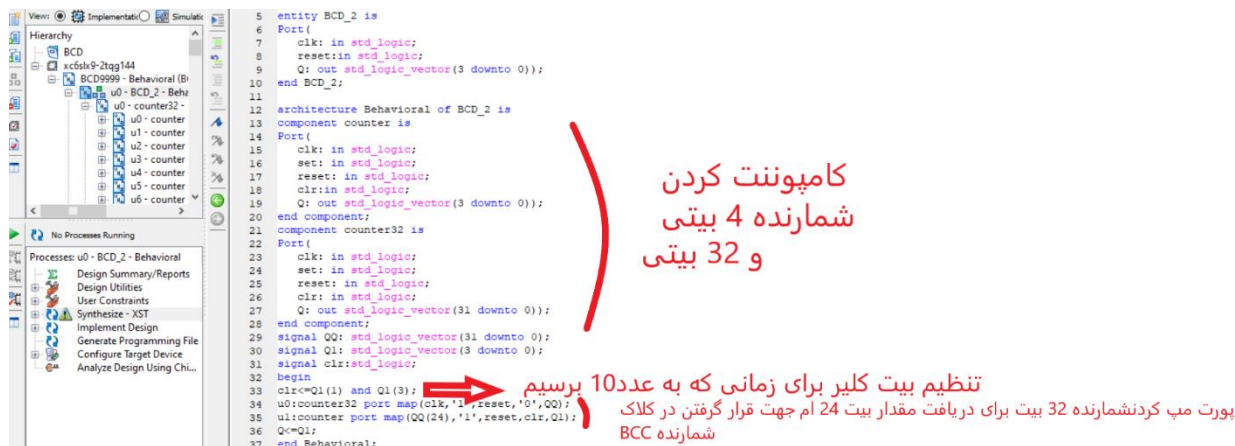 View: Implementatic Simulatic
Hierarchy
BCD
xc6slx9-2tqg144
BCD9999 - Behavioral (B
u0 - BCD_2 - Beha
u0 - counter32 -
u0 - counter
u1 - counter
u2 - counter
u3 - counter
u4 - counter
u5 - counter
u6 - counter
No Processes Running
Processes: u0 - BCD_2 - Behavioral
Design Summary/Reports
Design Utilities
User Constraints
Synthesize - XST
Implement Design
Generate Programming File
Configure Target Device
Analyze Design Using Chi...
5 entity BCD_2 is
6 Port(
7 clk: in std_logic;
8 reset:in std_logic;
9 Q: out std_logic_vector(3 downto 0));
10 end BCD_2;
11
12 architecture Behavioral of BCD_2 is
13 component counter is
14 Port(
15 clk: in std_logic;
16 set: in std_logic;
17 reset: in std_logic;
18 clr:in std_logic;
19 Q: out std_logic_vector(3 downto 0));
20 end component;
21 component counter32 is
22 Port(
23 clk: in std_logic;
24 set: in std_logic;
25 reset: in std_logic;
26 clr: in std_logic;
27 Q: out std_logic_vector(31 downto 0));
28 end component;
29 signal QQ: std_logic_vector(31 downto 0);
30 signal Q1: std_logic_vector(3 downto 0);
31 signal clr:std_logic;
32 begin
33 clr<=Q1(1) and Q1(3);
34 u0:counter32 port map(clk,'1',reset,'0',QQ);
35 u1:counter port map(QQ(24),'1',reset,clr,Q1);
36 Q<=Q1;
37 end Behavioral;
کامپوننت کردن
شمارنده 4 بیتی
و 32 بیتی
تنظیم بیت کلیر برای زمانی که به عدد10 برسیم
پورت مپ کردنشمارنده 32 بیت برای دریافت مقدار بیت 24 ام جهت قرار گرفتن در کلاک
شمارنده BCC